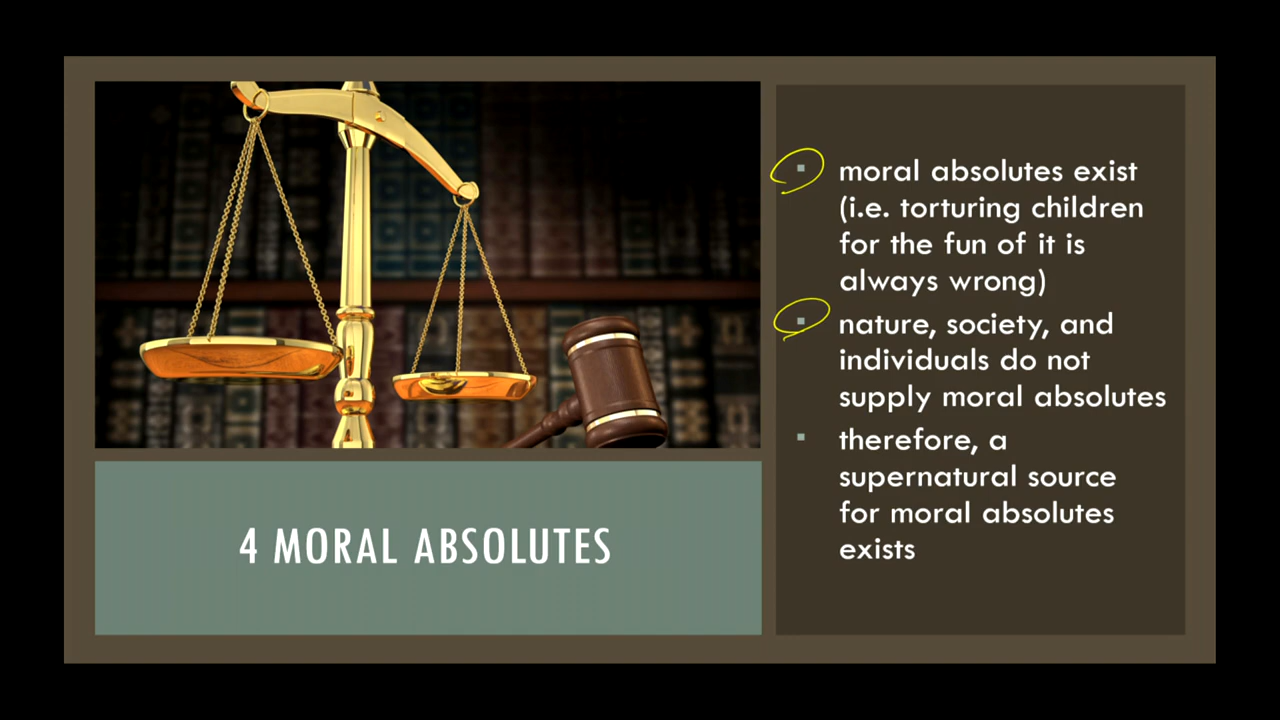 4 MORAL ABSOLUTES
▪ moral absolutes exist
(i.e. torturing children
for the fun of it is
always wrong)
▪ nature, society, and
individuals do not
supply moral absolutes
▪ therefore, a
supernatural source
for moral absolutes
exists